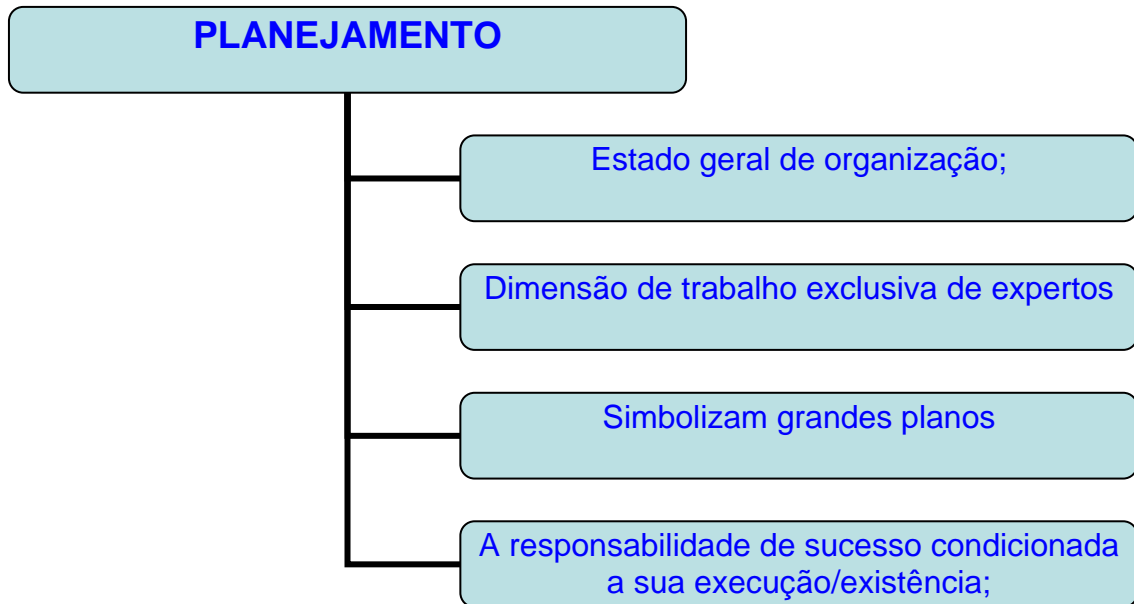 PLANEJAMENTO
Estado geral de organização;
Dimensão de trabalho exclusiva de expertos
Simbolizam grandes planos
A responsabilidade de sucesso condicionada
a sua execução/existência;